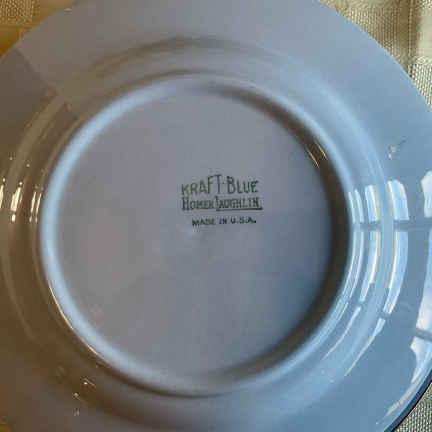 KRAFT-BLUE
HOMER LAUGHLIN
MADE IN U.S.A.